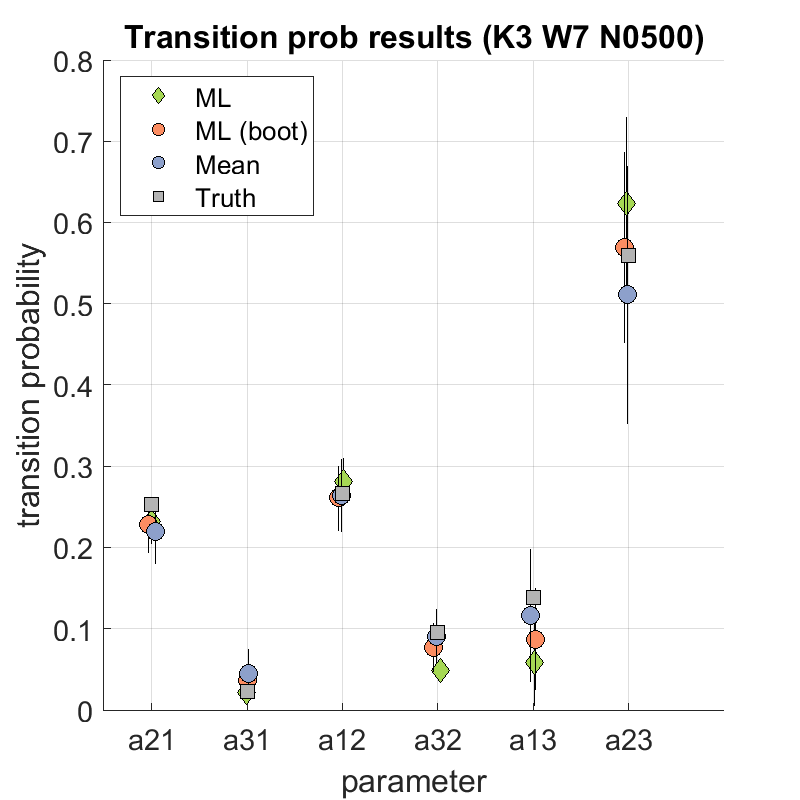 Transition prob results (K3 W7 N0500)
ML
ML (boot)
Mean
Truth
0.8
0.7
0.6
0.5
0.4
0.3
0.2
0.1
0
transition probability
a21 a31 a12 a32 a13 a23
parameter